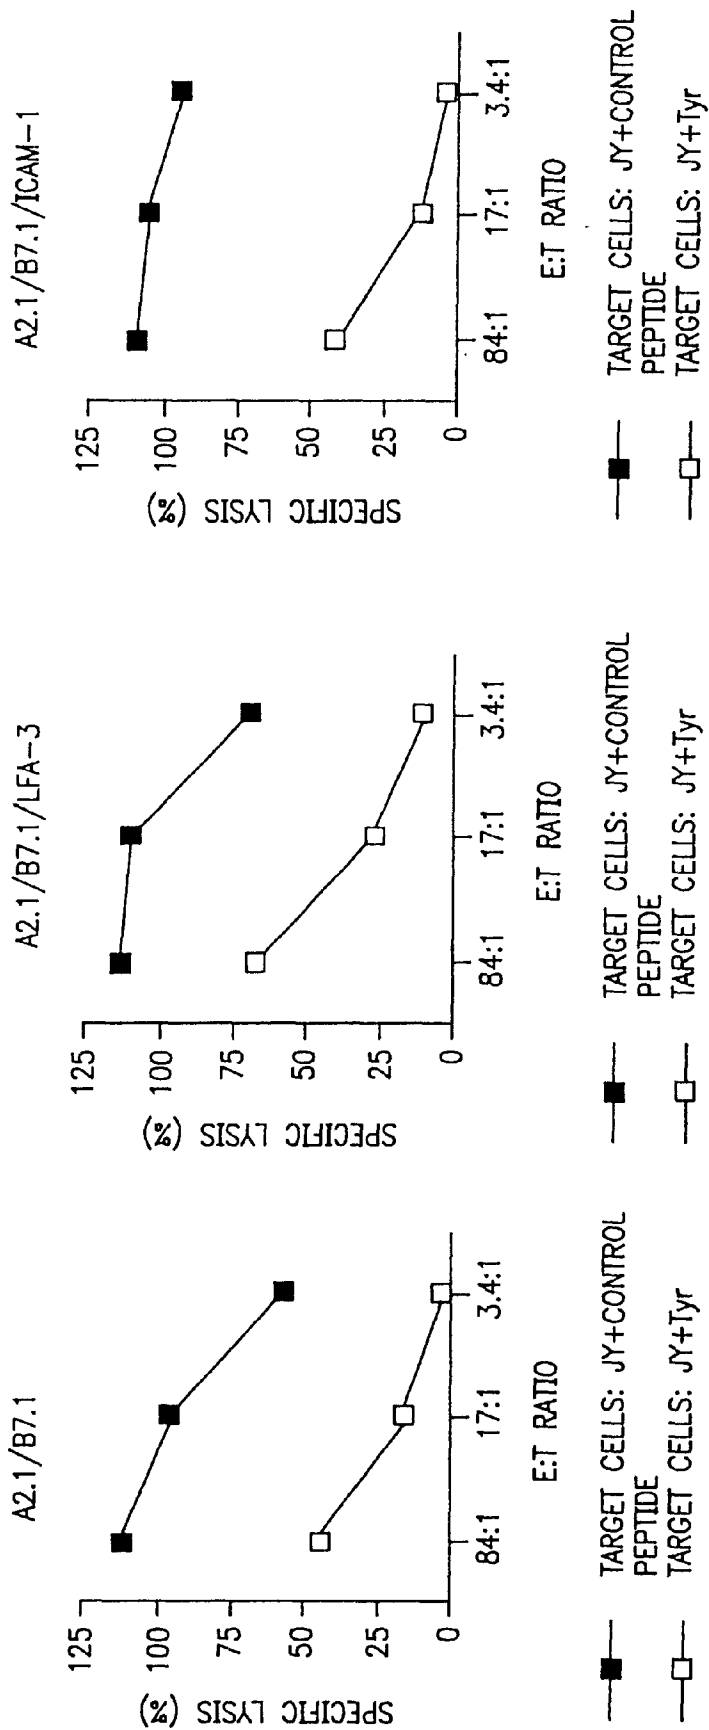 A2.1/B7.1
SPECIFIC LYSIS (%)
125
100
75
50
25
0
84:1
17:1
3.4:1
E:T RATIO
TARGET CELLS: JY+CONTROL
PEPTIDE
TARGET CELLS: JY+Tyr
A2.1/B7.1/LFA-3
SPECIFIC LYSIS (%)
125
100
75
50
25
0
84:1
17:1
3.4:1
E:T RATIO
TARGET CELLS: JY+CONTROL
PEPTIDE
TARGET CELLS: JY+Tyr
A2.1/B7.1/ICAM-1
SPECIFIC LYSIS (%)
125
100
75
50
25
0
84:1
17:1
3.4:1
E:T RATIO
TARGET CELLS: JY+CONTROL
PEPTIDE
TARGET CELLS: JY+Tyr